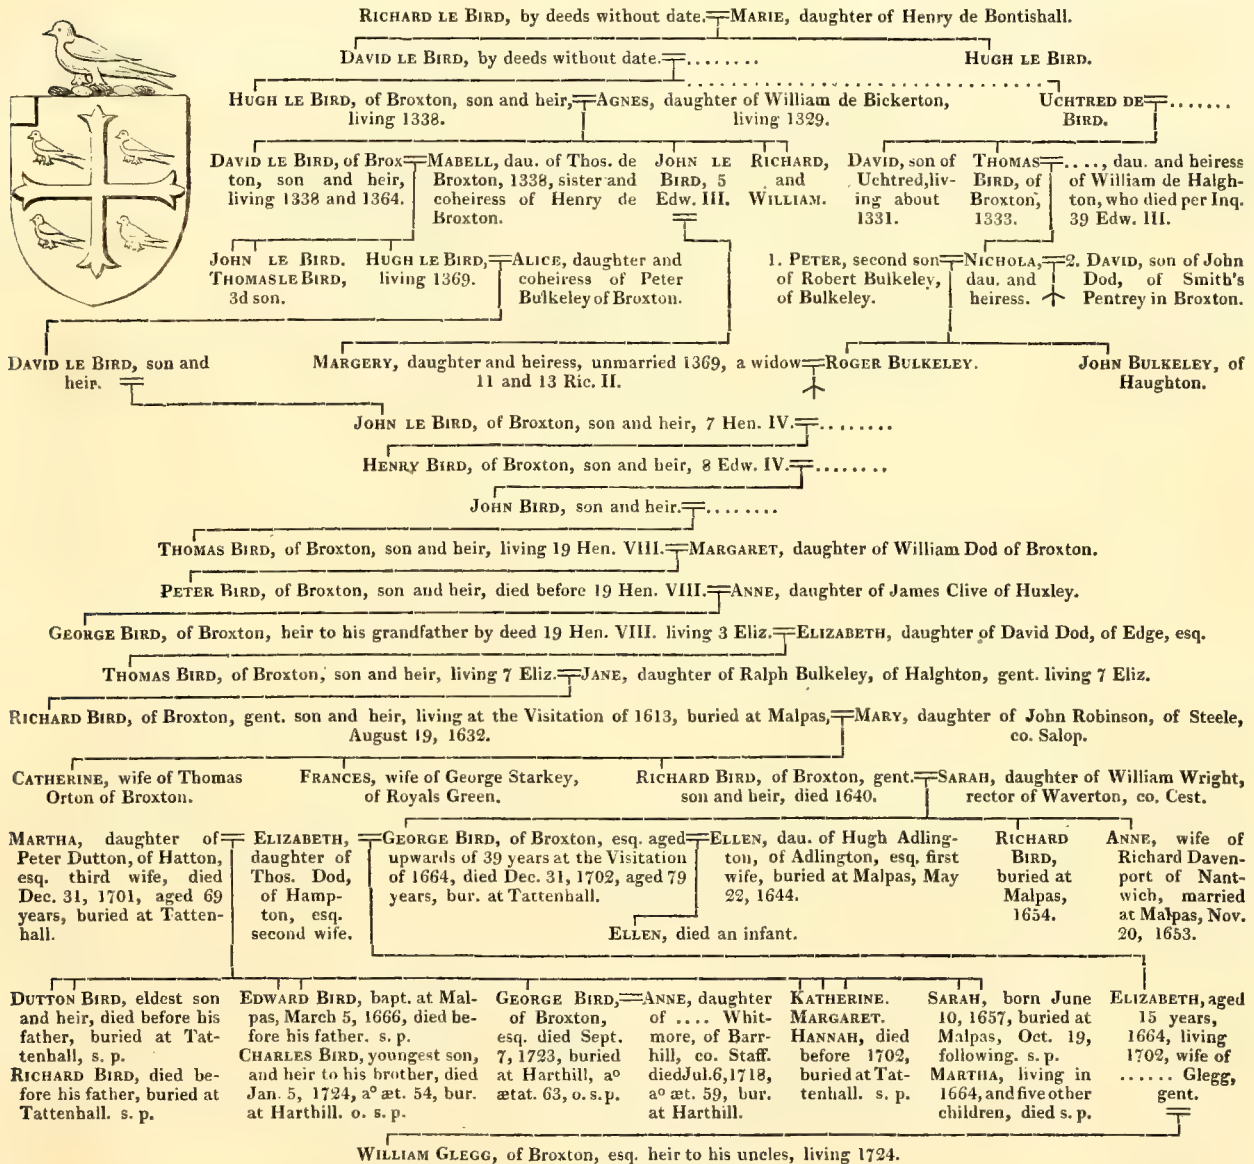 RICHARD LE BIRD, by deeds without date.
MARIE, daughter of Henry de Bontishall.
DAVID LE BIRD, by deeds without date.
........
HUGH LE BIRD.
HUGH LE BIRD, of Broxton, son and heir,
living 1338.
AGNES, daughter of William de Bickerton,
living 1329.
UCHTRED DE
BIRD.
.......
DAVID LE BIRD, of Brox
ton, son and heir,
living 1338 and 1364.
MABELL, dau. of Thos. de
Broxton, 1338, sister and
coheiress of Henry de
Broxton.
JOHN LE
BIRD, 5
Edw. III.
RICHARD,
and
WILLIAM.
DAVID, son of
Uchtred, liv-
ing about
1331.
THOMAS
BIRD, of
Broxton,
1333.
...., dau. and heiress
of William de Halgh-
ton, who died per Inq.
39 Edw. III.
JOHN LE BIRD.
THOMAS LE BIRD,
3d son.
HUGH LE BIRD,
living 1369.
ALICE, daughter and
coheiress of Peter
Bulkeley of Broxton.
1. PETER, second son
of Robert Bulkeley,
of Bulkeley.
NICHOLA,
dau. and
heiress.
2. DAVID, son of John
Dod, of Smith's
Pentrey in Broxton.
DAVID LE BIRD, son and
heir.
MARGERY, daughter and heiress, unmarried 1369, a widow
11 and 13 Ric. II.
ROGER BULKELEY.
JOHN BULKELEY, of
Haughton.
JOHN LE BIRD, of Broxton, son and heir, 7 Hen. IV.
........
HENRY BIRD, of Broxton, son and heir, 8 Edw. IV.
........
JOHN BIRD, son and heir.
........
THOMAS BIRD, of Broxton, son and heir, living 19 Hen. VIII.
MARGARET, daughter of William Dod of Broxton.
PETER BIRD, of Broxton, son and heir, died before 19 Hen. VIII.
ANNE, daughter of James Clive of Huxley.
GEORGE BIRD, of Broxton, heir to his grandfather by deed 19 Hen. VIII. living 3 Eliz.
ELIZABETH, daughter of David Dod, of Edge, esq.
THOMAS BIRD, of Broxton, son and heir, living 7 Eliz.
JANE, daughter of Ralph Bulkeley, of Halghton, gent. living 7 Eliz.
RICHARD BIRD, of Broxton, gent. son and heir, living at the Visitation of 1613, buried at Malpas,
August 19, 1632.
MARY, daughter of John Robinson, of Steele,
co. Salop.
CATHERINE, wife of Thomas
Orton of Broxton.
FRANCES, wife of George Starkey,
of Royals Green.
RICHARD BIRD, of Broxton, gent.
son and heir, died 1640.
SARAH, daughter of William Wright,
rector of Waverton, co. Cest.
MARTHA, daughter of
Peter Dutton, of Hatton,
esq. third wife, died
Dec. 31, 1701, aged 69
years, buried at Tatten-
hall.
ELIZABETH,
daughter of
Thos. Dod,
of Hamp-
ton, esq.
second wife.
GEORGE BIRD, of Broxton, esq. aged
upwards of 39 years at the Visitation
of 1664, died Dec. 31, 1702, aged 79
years, bur. at Tattenhall.
ELLEN, dau. of Hugh Adling-
ton, of Adlington, esq. first
wife, buried at Malpas, May
22, 1644.
RICHARD
BIRD,
buried at
Malpas,
1654.
ANNE, wife of
Richard Daven-
port of Nant-
wich, married
at Malpas, Nov.
20, 1653.
ELLEN, died an infant.
DUTTON BIRD, eldest son
and heir, died before his
father, buried at Tat-
tenhall, s. p.
RICHARD BIRD, died be-
fore his father, buried at
Tattenhall. s. p.
EDWARD BIRD, bapt. at Mal-
pas, March 5, 1666, died be-
fore his father. s. p.
CHARLES BIRD, youngest son,
and heir to his brother, died
Jan. 5, 1724, aº æt. 54, bur.
at Harthill. o. s. p.
GEORGE BIRD,
of Broxton,
esq. died Sept.
7, 1723, buried
at Harthill, aº
ætat. 63, o. s. p.
ANNE, daughter
of .... Whit-
more, of Barr-
hill, co. Staff.
died Jul. 6, 1718,
aº æt. 59, bur.
at Harthill.
KATHERINE.
MARGARET.
HANNAH, died
before 1702,
buried at Tat-
tenhall. s. p.
SARAH, born June
10, 1657, buried at
Malpas, Oct. 19,
following. s. p.
MARTHA, living in
1664, and five other
children, died s. p.
ELIZABETH, aged
15 years,
1664, living
1702, wife of
...... Glegg,
gent.
WILLIAM GLEGG, of Broxton, esq. heir to his uncles, living 1724.